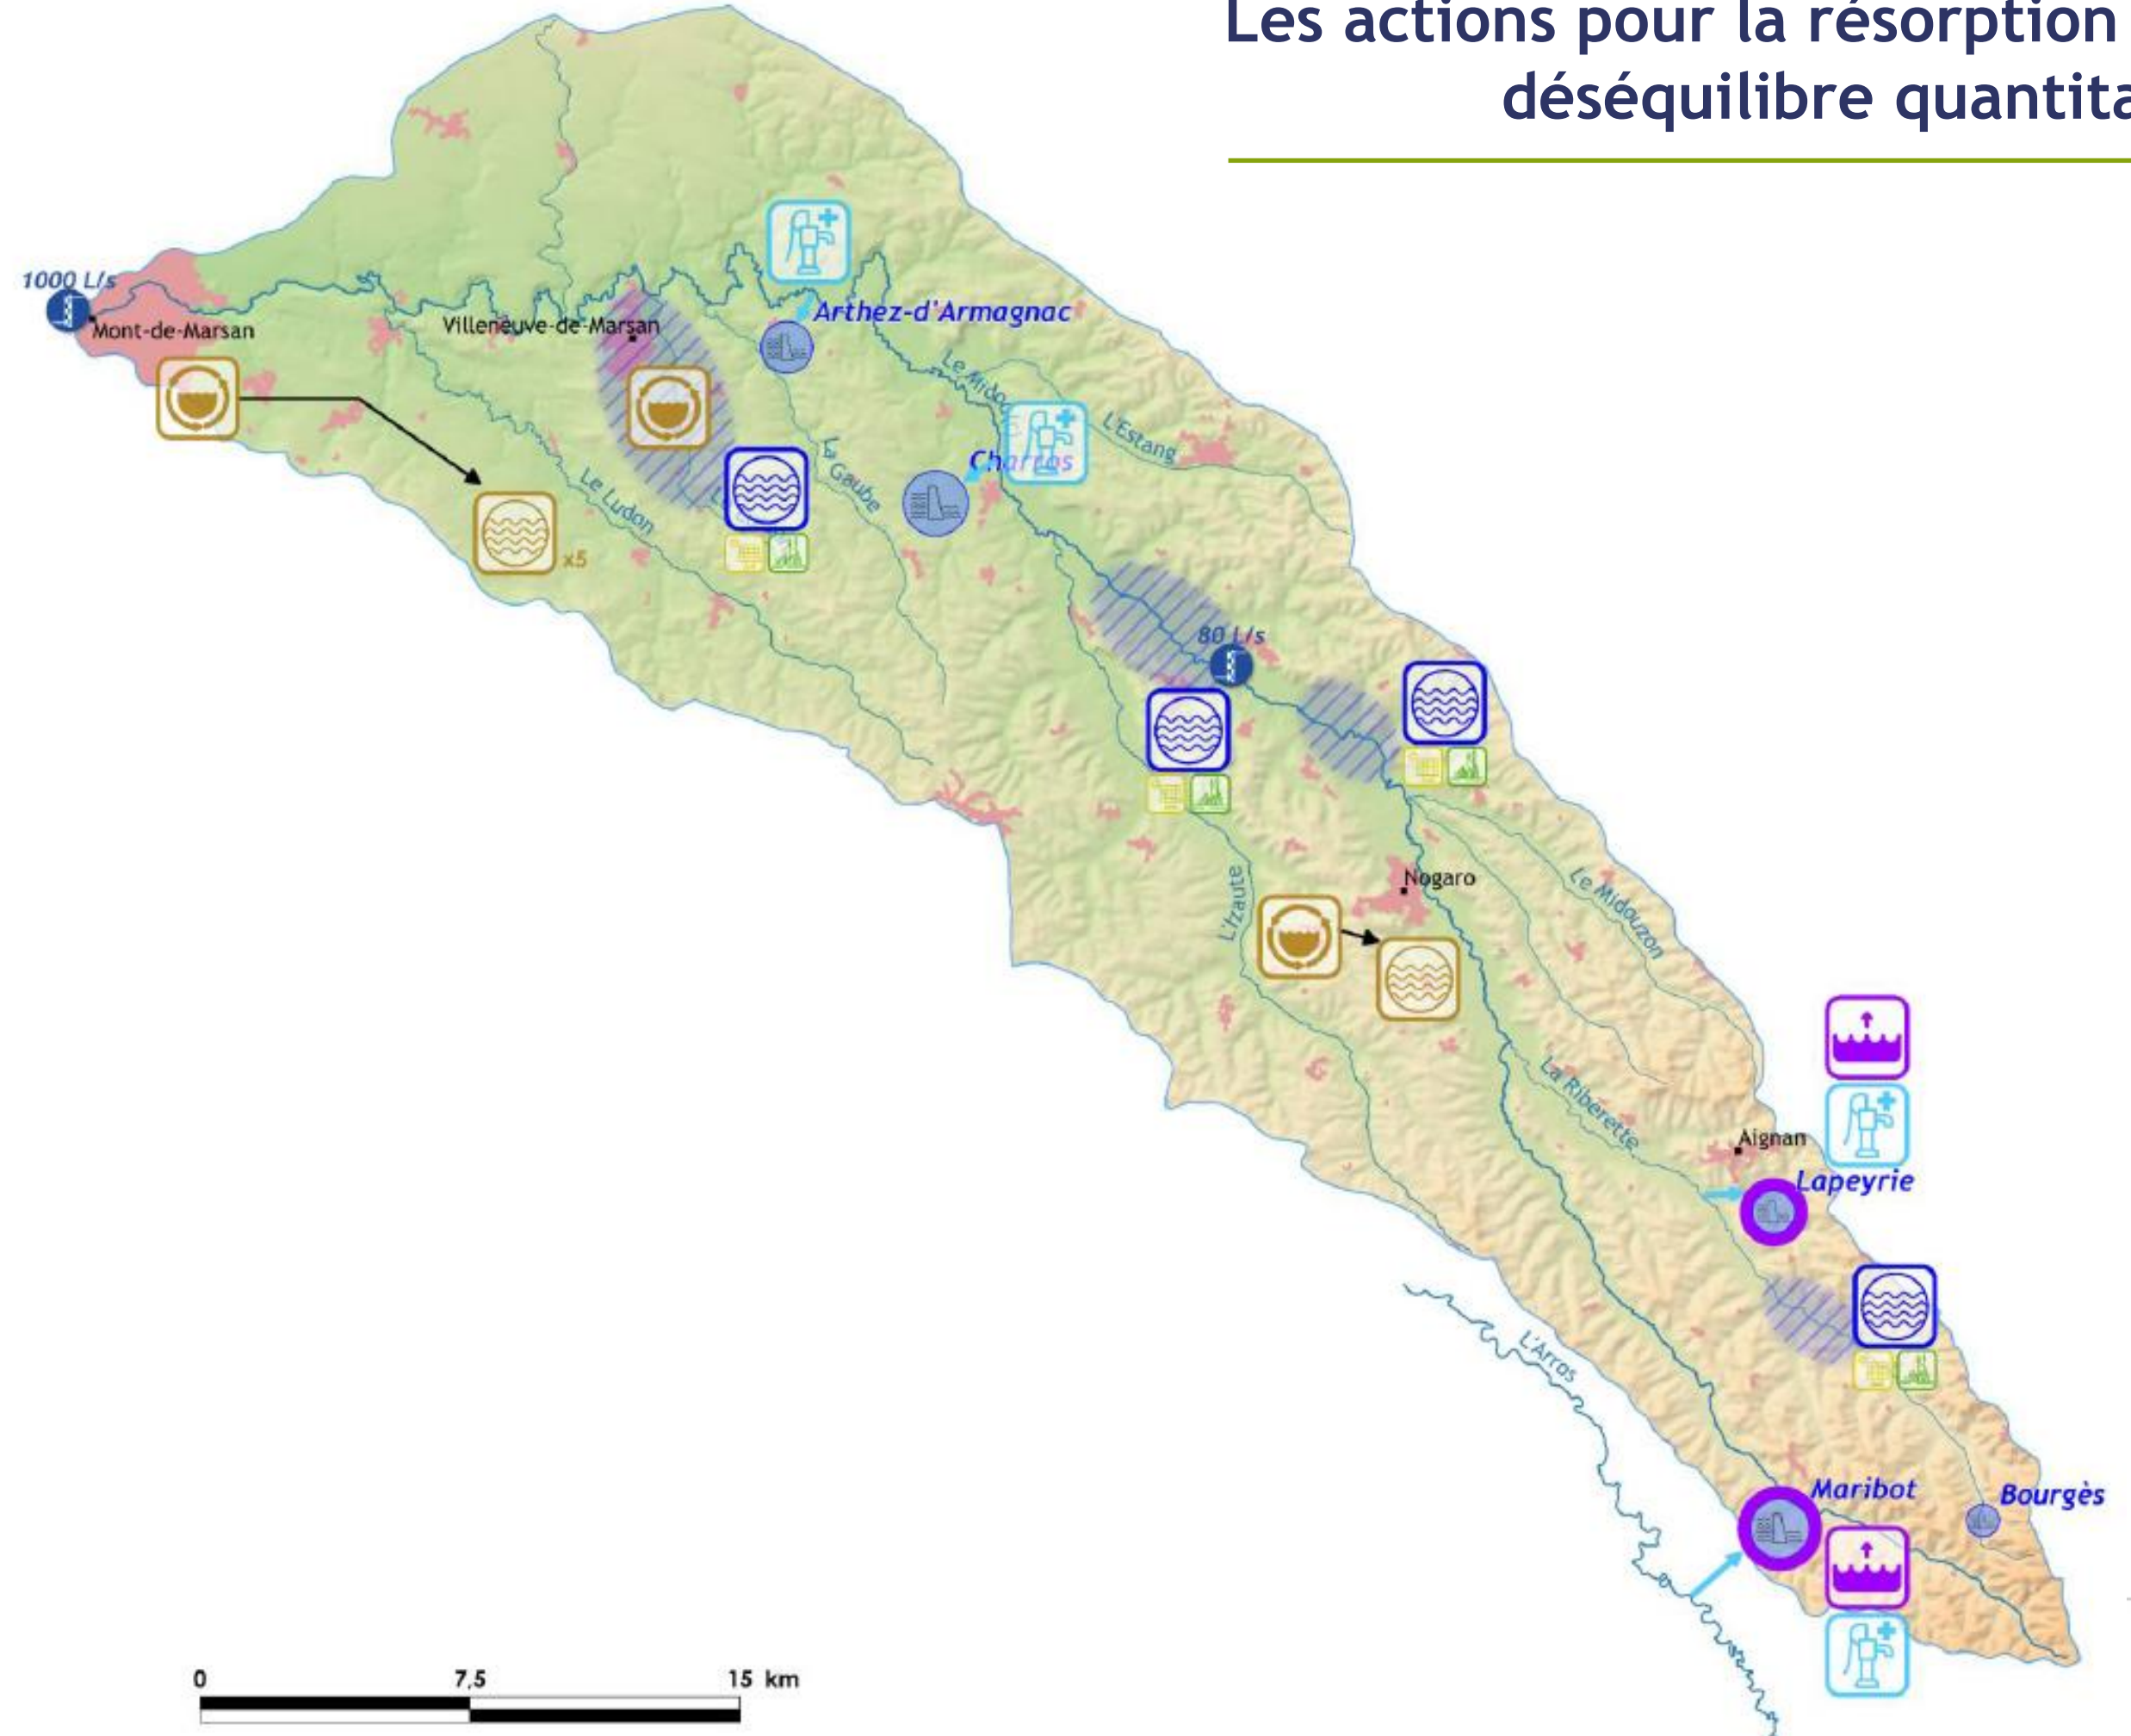 Les actions pour la résorption
déséquilibre quantita
1000 L/s
Mont-de-Marsan
Villeneuve-de-Marsan
Arthez-d'Armagnac
Le Midou
L'Estang
Charros
La Gaube
Le Ludon
x5
80 L/s
Nogaro
Le Midouzon
L'Izaute
La Riberette
Aignan
Lapeyrie
L'Arros
Maribot
Bourgès
0 7,5 15 km